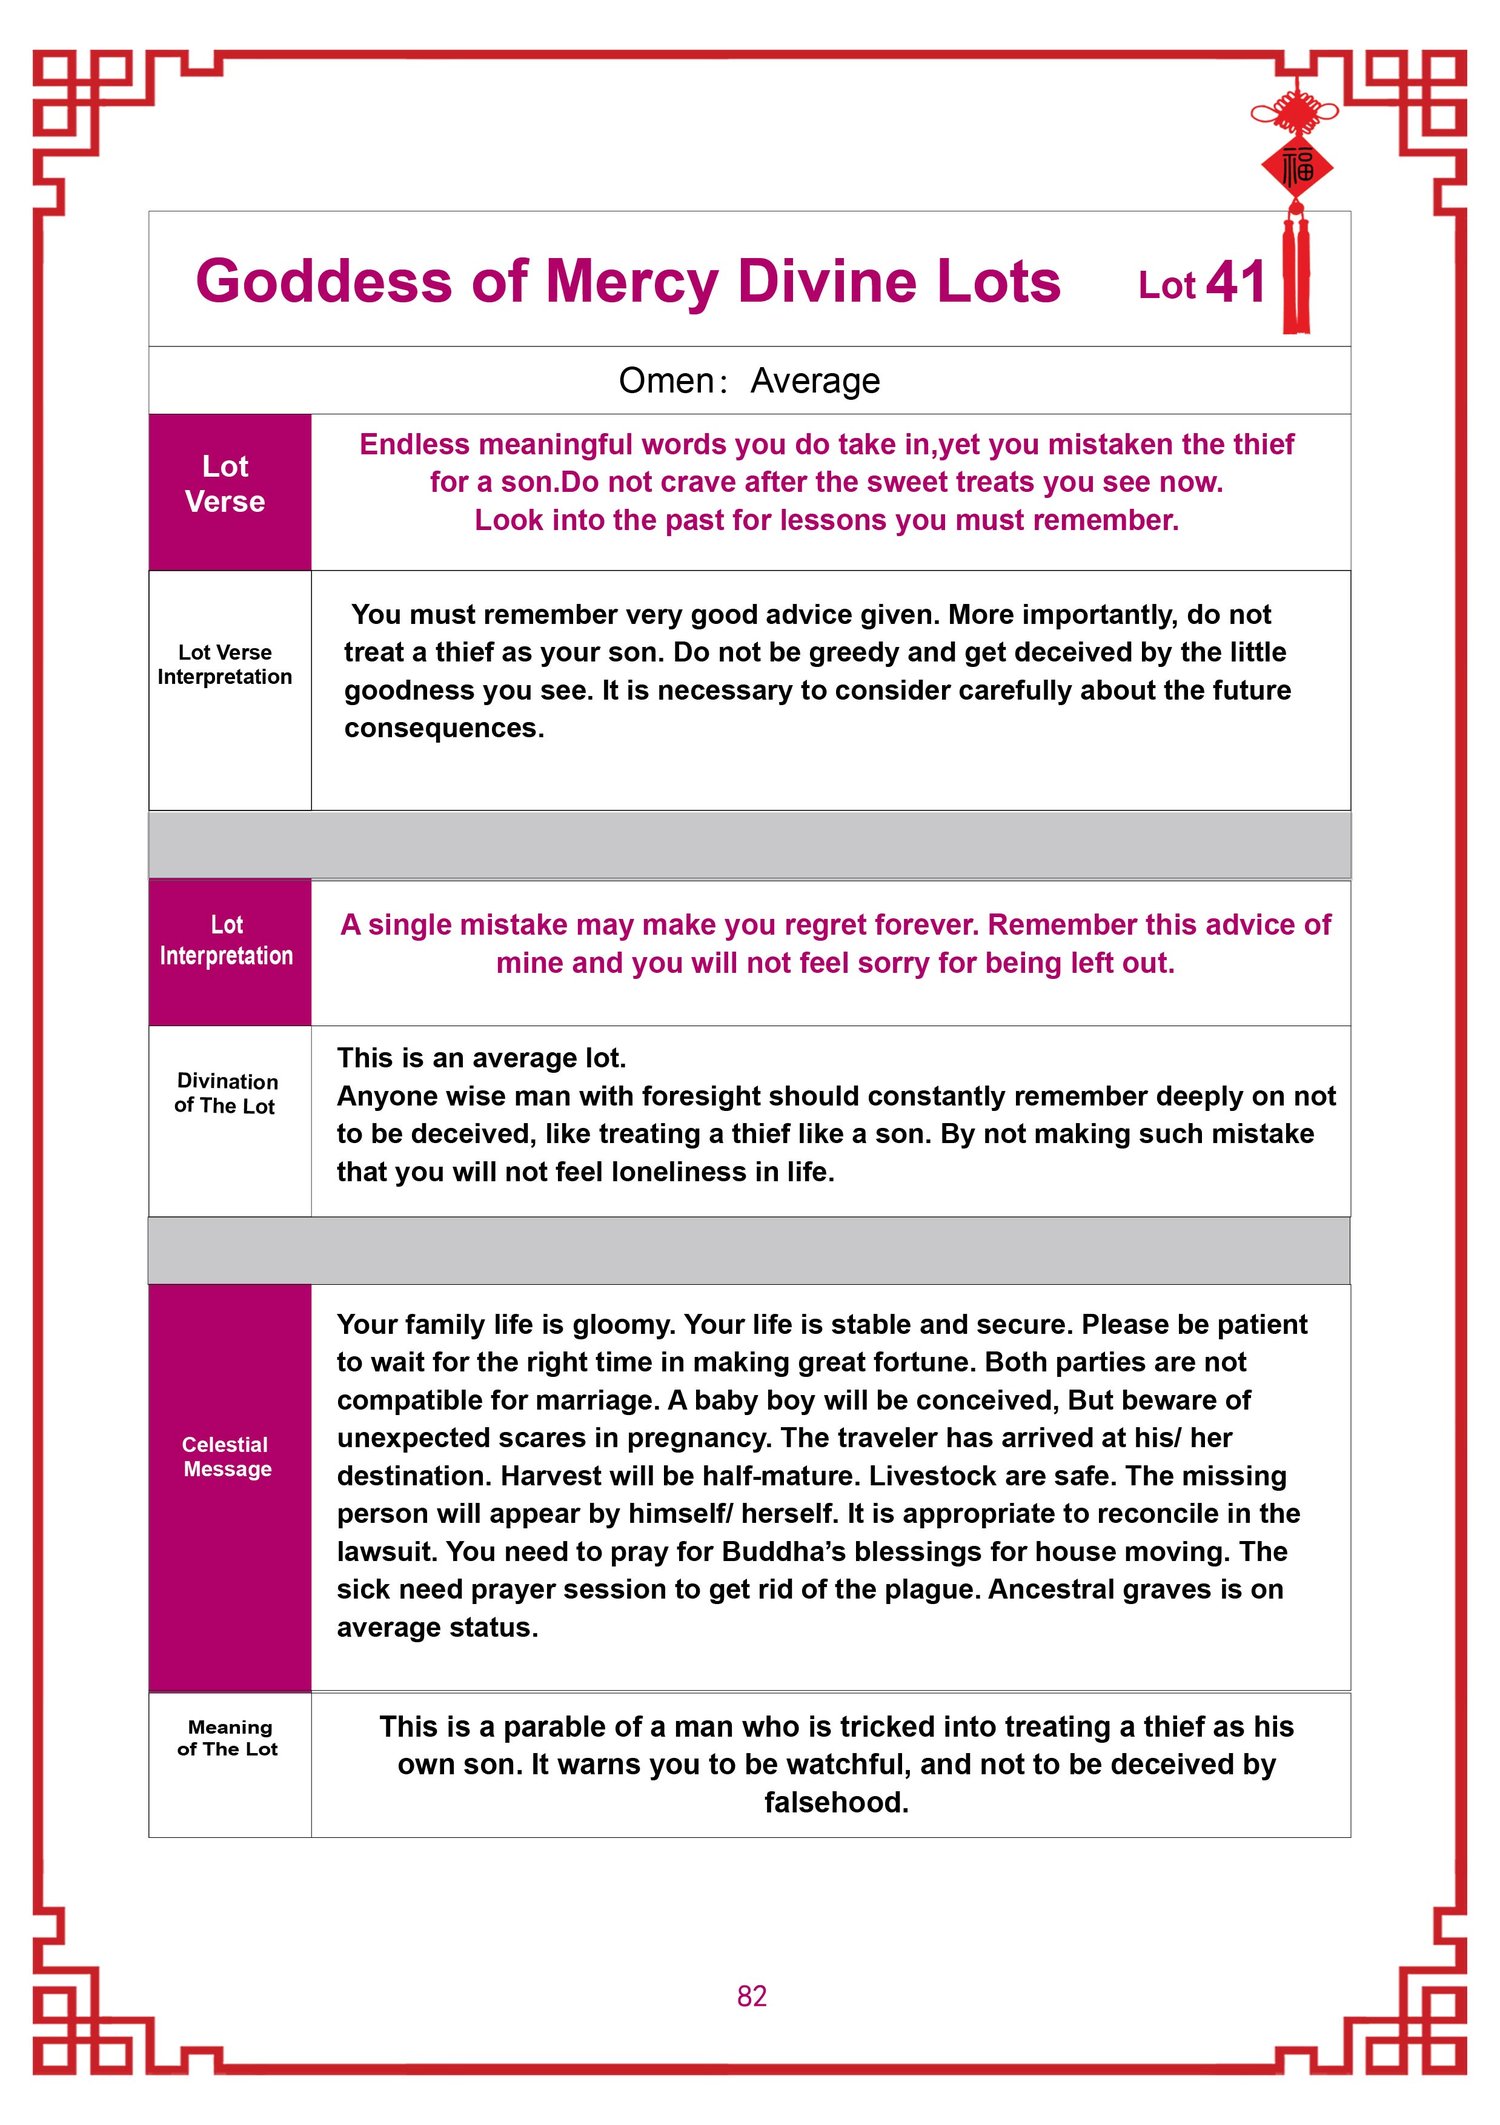 福
Goddess of Mercy Divine Lots Lot 41
Omen： Average
Lot
Verse
Endless meaningful words you do take in,yet you mistaken the thief
for a son.Do not crave after the sweet treats you see now.
Look into the past for lessons you must remember.
Lot Verse
Interpretation
You must remember very good advice given. More importantly, do not
treat a thief as your son. Do not be greedy and get deceived by the little
goodness you see. It is necessary to consider carefully about the future
consequences.
Lot
Interpretation
A single mistake may make you regret forever. Remember this advice of
mine and you will not feel sorry for being left out.
Divination
of The Lot
This is an average lot.
Anyone wise man with foresight should constantly remember deeply on not
to be deceived, like treating a thief like a son. By not making such mistake
that you will not feel loneliness in life.
Celestial
Message
Your family life is gloomy. Your life is stable and secure. Please be patient
to wait for the right time in making great fortune. Both parties are not
compatible for marriage. A baby boy will be conceived, But beware of
unexpected scares in pregnancy. The traveler has arrived at his/ her
destination. Harvest will be half-mature. Livestock are safe. The missing
person will appear by himself/ herself. It is appropriate to reconcile in the
lawsuit. You need to pray for Buddha’s blessings for house moving. The
sick need prayer session to get rid of the plague. Ancestral graves is on
average status.
Meaning
of The Lot
This is a parable of a man who is tricked into treating a thief as his
own son. It warns you to be watchful, and not to be deceived by
falsehood.
82